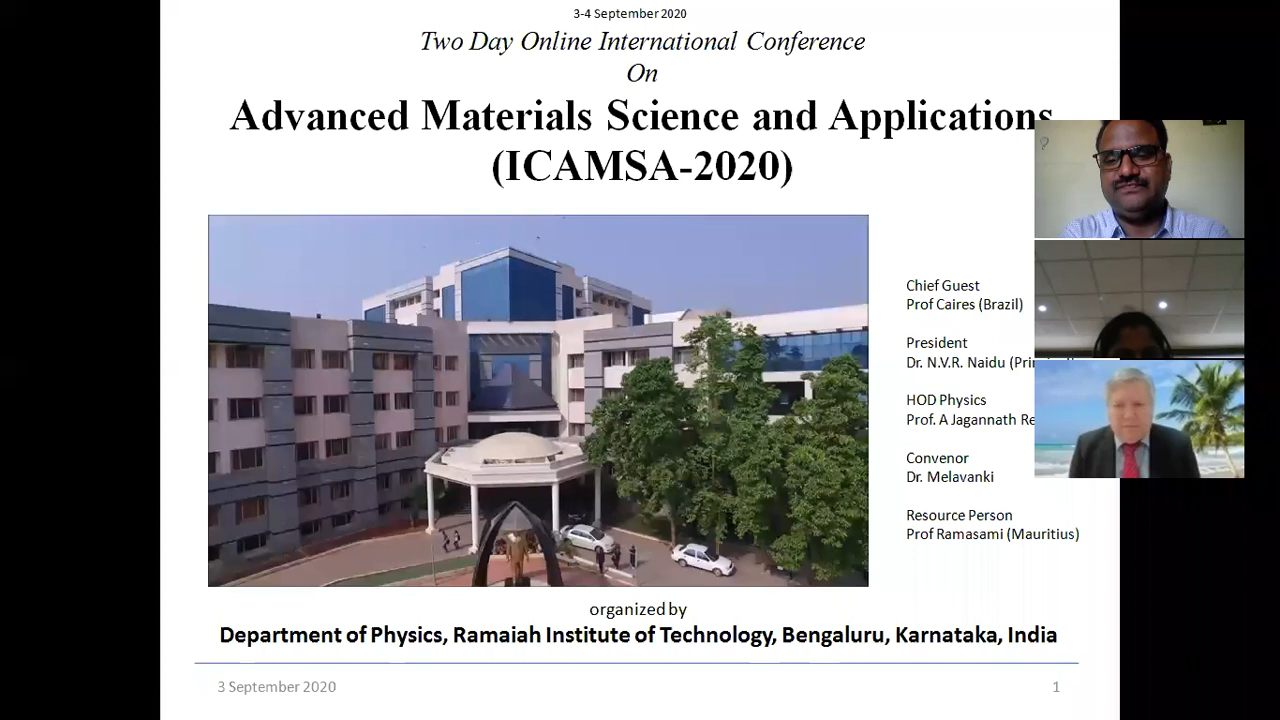 3-4 September 2020
Two Day Online International Conference
On
Advanced Materials Science and Applications
(ICAMSA-2020)
Chief Guest
Prof Caires (Brazil)
President
Dr. N.V.R. Naidu
HOD Physics
Prof. A Jagannath
Convenor
Dr. Melavanki
Resource Person
Prof Ramasami (Mauritius)
organized by
Department of Physics, Ramaiah Institute of Technology, Bengaluru, Karnataka, India
3 September 2020
1